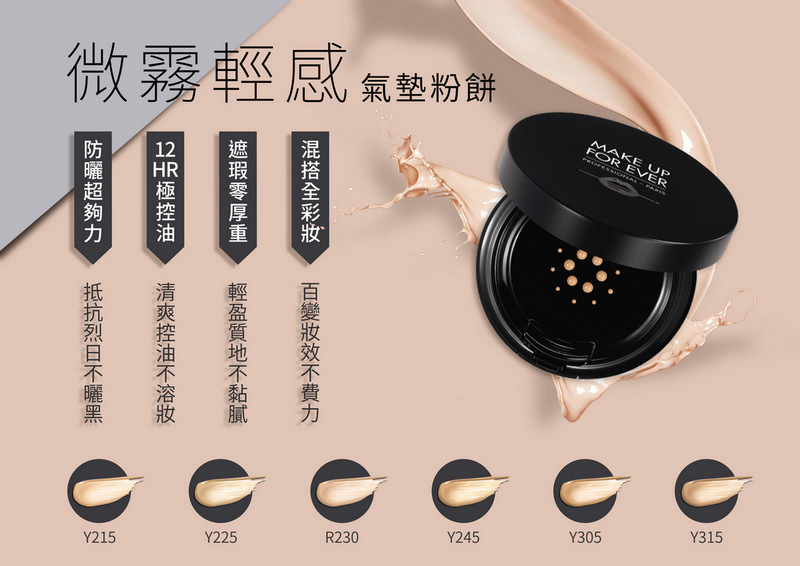 微霧輕感 氣墊粉餅
MAKE UP
FOR EVER
PROFESSIONAL - PARIS
防曬超夠力
抵抗烈日不曬黑
12HR極控油
清爽控油不溶妝
遮瑕零厚重
輕盈質地不黏膩
混搭全彩妝
百變妝效不費力
Y215
Y225
R230
Y245
Y305
Y315